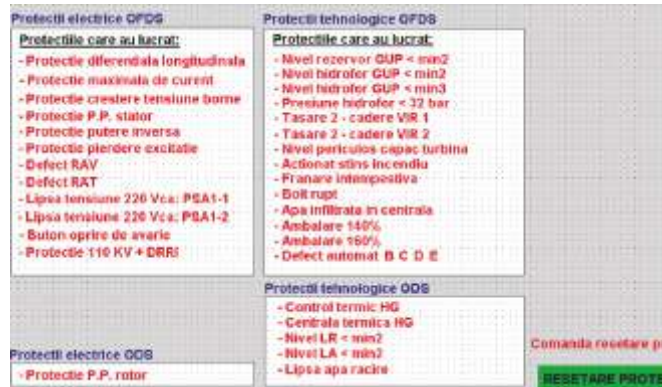 Protectii electrice OFDS
Protectiile care au lucrat:
- Protectie diferentiala longitudinala
- Protectie maximala de curent
- Protectie crestere tensiune borne
- Protectie P.P. stator
- Protectie putere inversa
- Protectie pierdere excitatie
- Defect RAV
- Defect RAT
- Lipsa tensiune 220 Vca: PSA1-1
- Lipsa tensiune 220 Vca: PSA1-2
- Buton oprire de avarie
- Protectie 110 KV + DRRI
Protectii electrice ODS
- Protectie P.P. rotor
Protectii tehnologice OFDS
Protectiile care au lucrat:
- Nivel rezervor GUP < min2
- Nivel hidrofor GUP < min2
- Nivel hidrofor GUP < min3
- Presiune hidrofor < 32 bar
- Tasare 2 - cadere VIR 1
- Tasare 2 - cadere VIR 2
- Nivel periculos capac turbina
- Actionat stins incendiu
- Franare intempestiva
- Bolt rupt
- Apa infiltrata in centrala
- Ambalare 140%
- Ambalare 160%
- Defect automat B C D E
Protectii tehnologice ODS
- Control termic HG
- Centrala termica HG
- Nivel LR < min2
- Nivel LA < min2
- Lipsa apa racire
Comanda resetare p
RESETARE PROTE